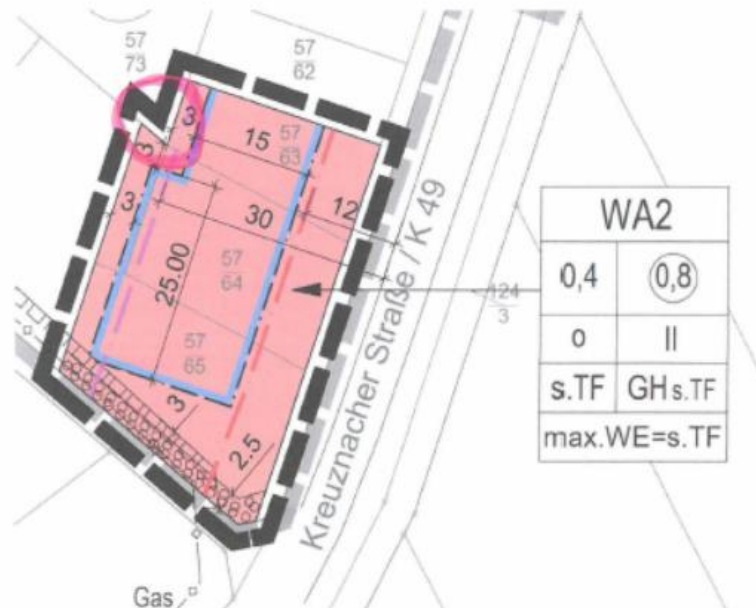 57
73
57
62
3
3
15
57
63
3
30
12
25.00
57
64
57
65
3
2.5
Kreuznacher Straße / K 49
124
3
WA2
0,4
0,8
o
II
s.TF
GH s.TF
max.WE=s.TF
Gas